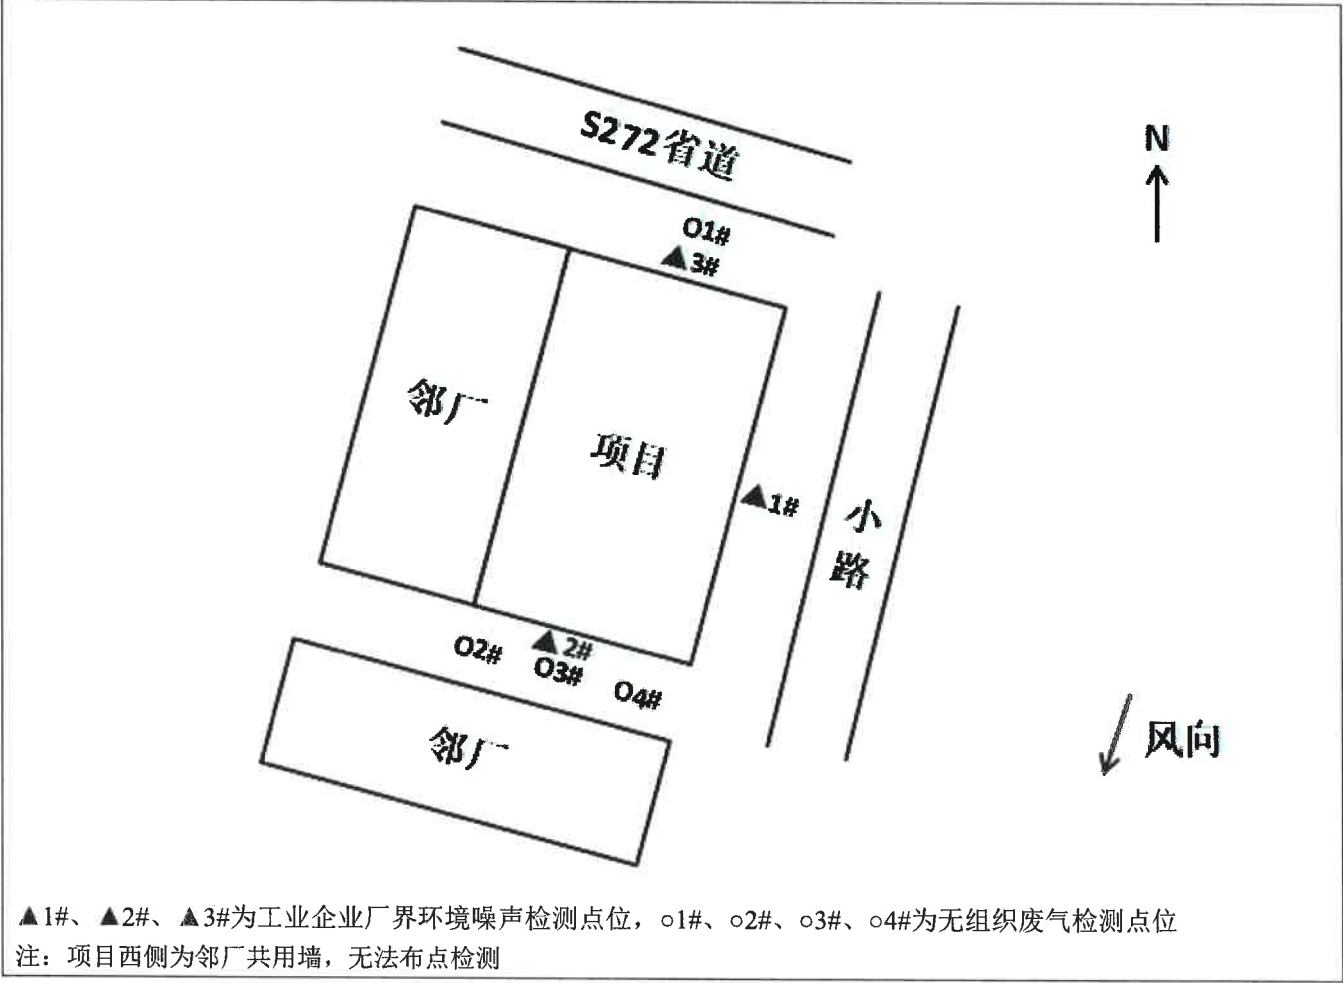 S272省道
N
O1#
▲3#
邻厂
项目
▲1#
小
路
▲2#
O2#
O3#
O4#
邻厂
风向
▲1#、▲2#、▲3#为工业企业厂界环境噪声检测点位，○1#、○2#、○3#、○4#为无组织废气检测点位
注：项目西侧为邻厂共用墙，无法布点检测